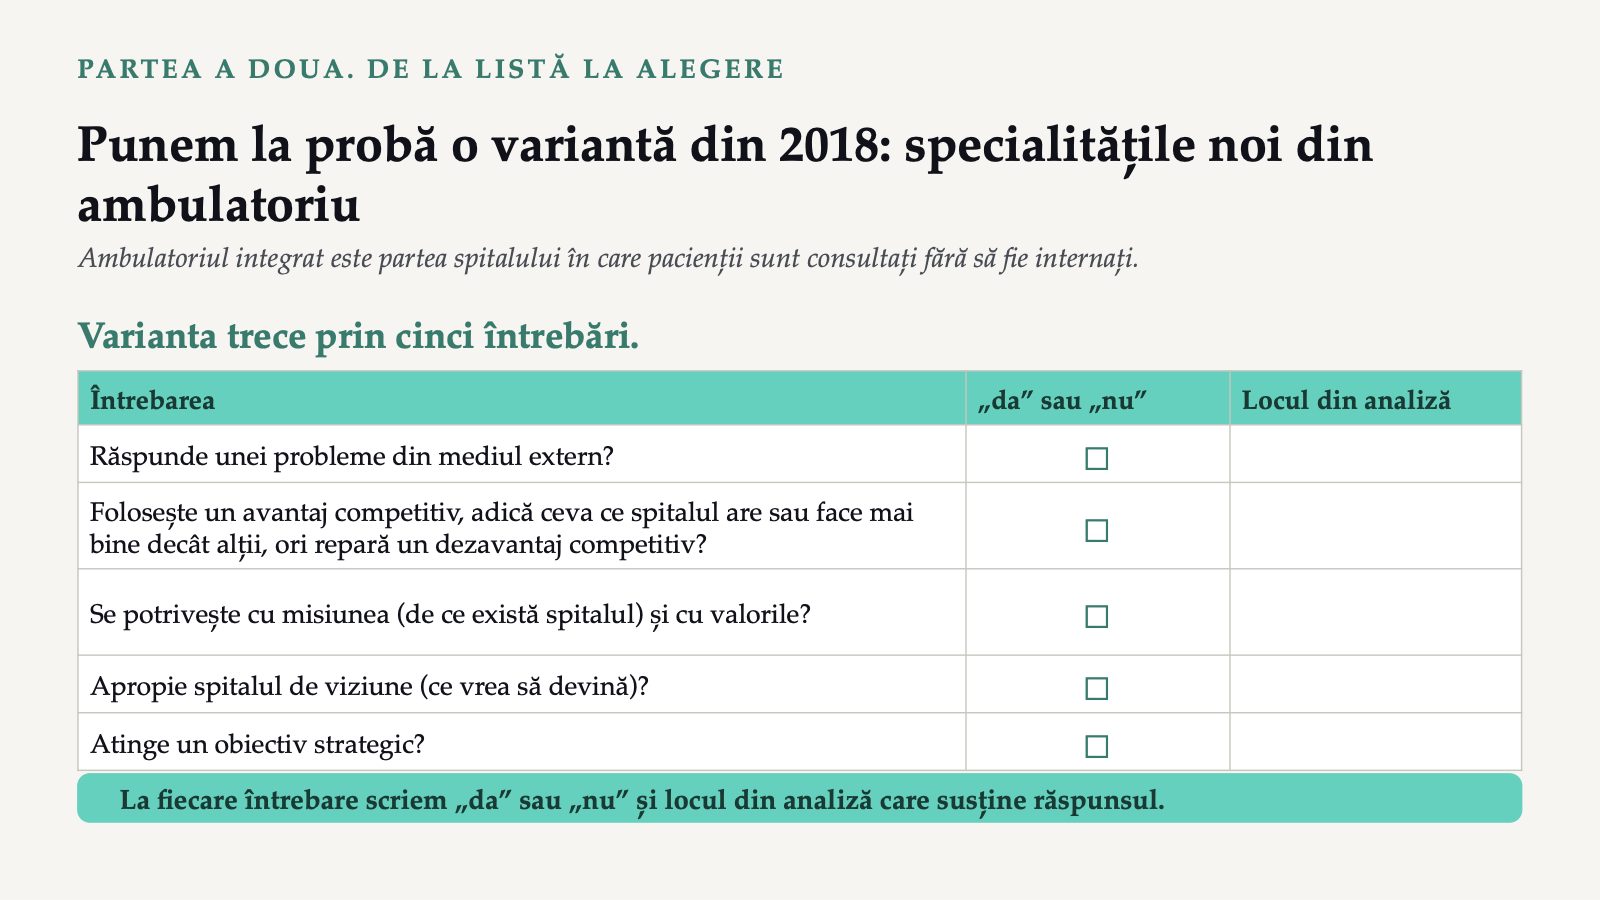 PARTEA A DOUA. DE LA LISTĂ LA ALEGERE
Punem la probă o variantă din 2018: specialitățile noi din
ambulatoriu
Ambulatoriul integrat este partea spitalului în care pacienții sunt consultați fără să fie internați.
Varianta trece prin cinci întrebări.
Întrebarea
„da” sau „nu”
Locul din analiză
Răspunde unei probleme din mediul extern?
☐
Folosește un avantaj competitiv, adică ceva ce spitalul are sau face mai
bine decât alții, ori repară un dezavantaj competitiv?
☐
Se potrivește cu misiunea (de ce există spitalul) și cu valorile?
☐
Apropie spitalul de viziune (ce vrea să devină)?
☐
Atinge un obiectiv strategic?
☐
La fiecare întrebare scriem „da” sau „nu” și locul din analiză care susține răspunsul.